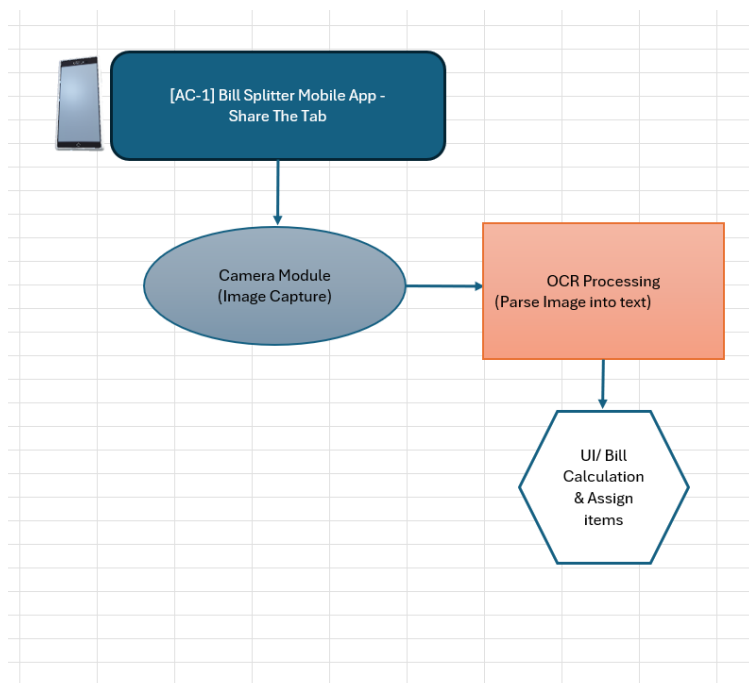 [AC-1] Bill Splitter Mobile App -
Share The Tab
Camera Module
(Image Capture)
OCR Processing
(Parse Image into text)
UI/ Bill
Calculation
& Assign
items